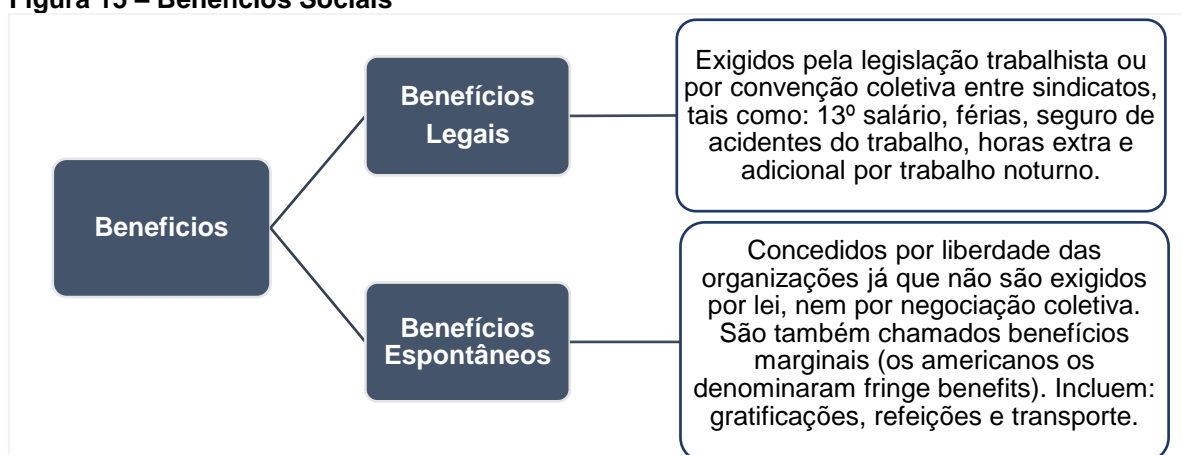 Figura 15 – Benefícios Sociais
Benefícios
Legais
Exigidos pela legislação trabalhista ou
por convenção coletiva entre sindicatos,
tais como: 13º salário, férias, seguro de
acidentes do trabalho, horas extra e
adicional por trabalho noturno.
Beneficios
Benefícios
Espontâneos
Concedidos por liberdade das
organizações já que não são exigidos
por lei, nem por negociação coletiva.
São também chamados benefícios
marginais (os americanos os
denominaram fringe benefits). Incluem:
gratificações, refeições e transporte.